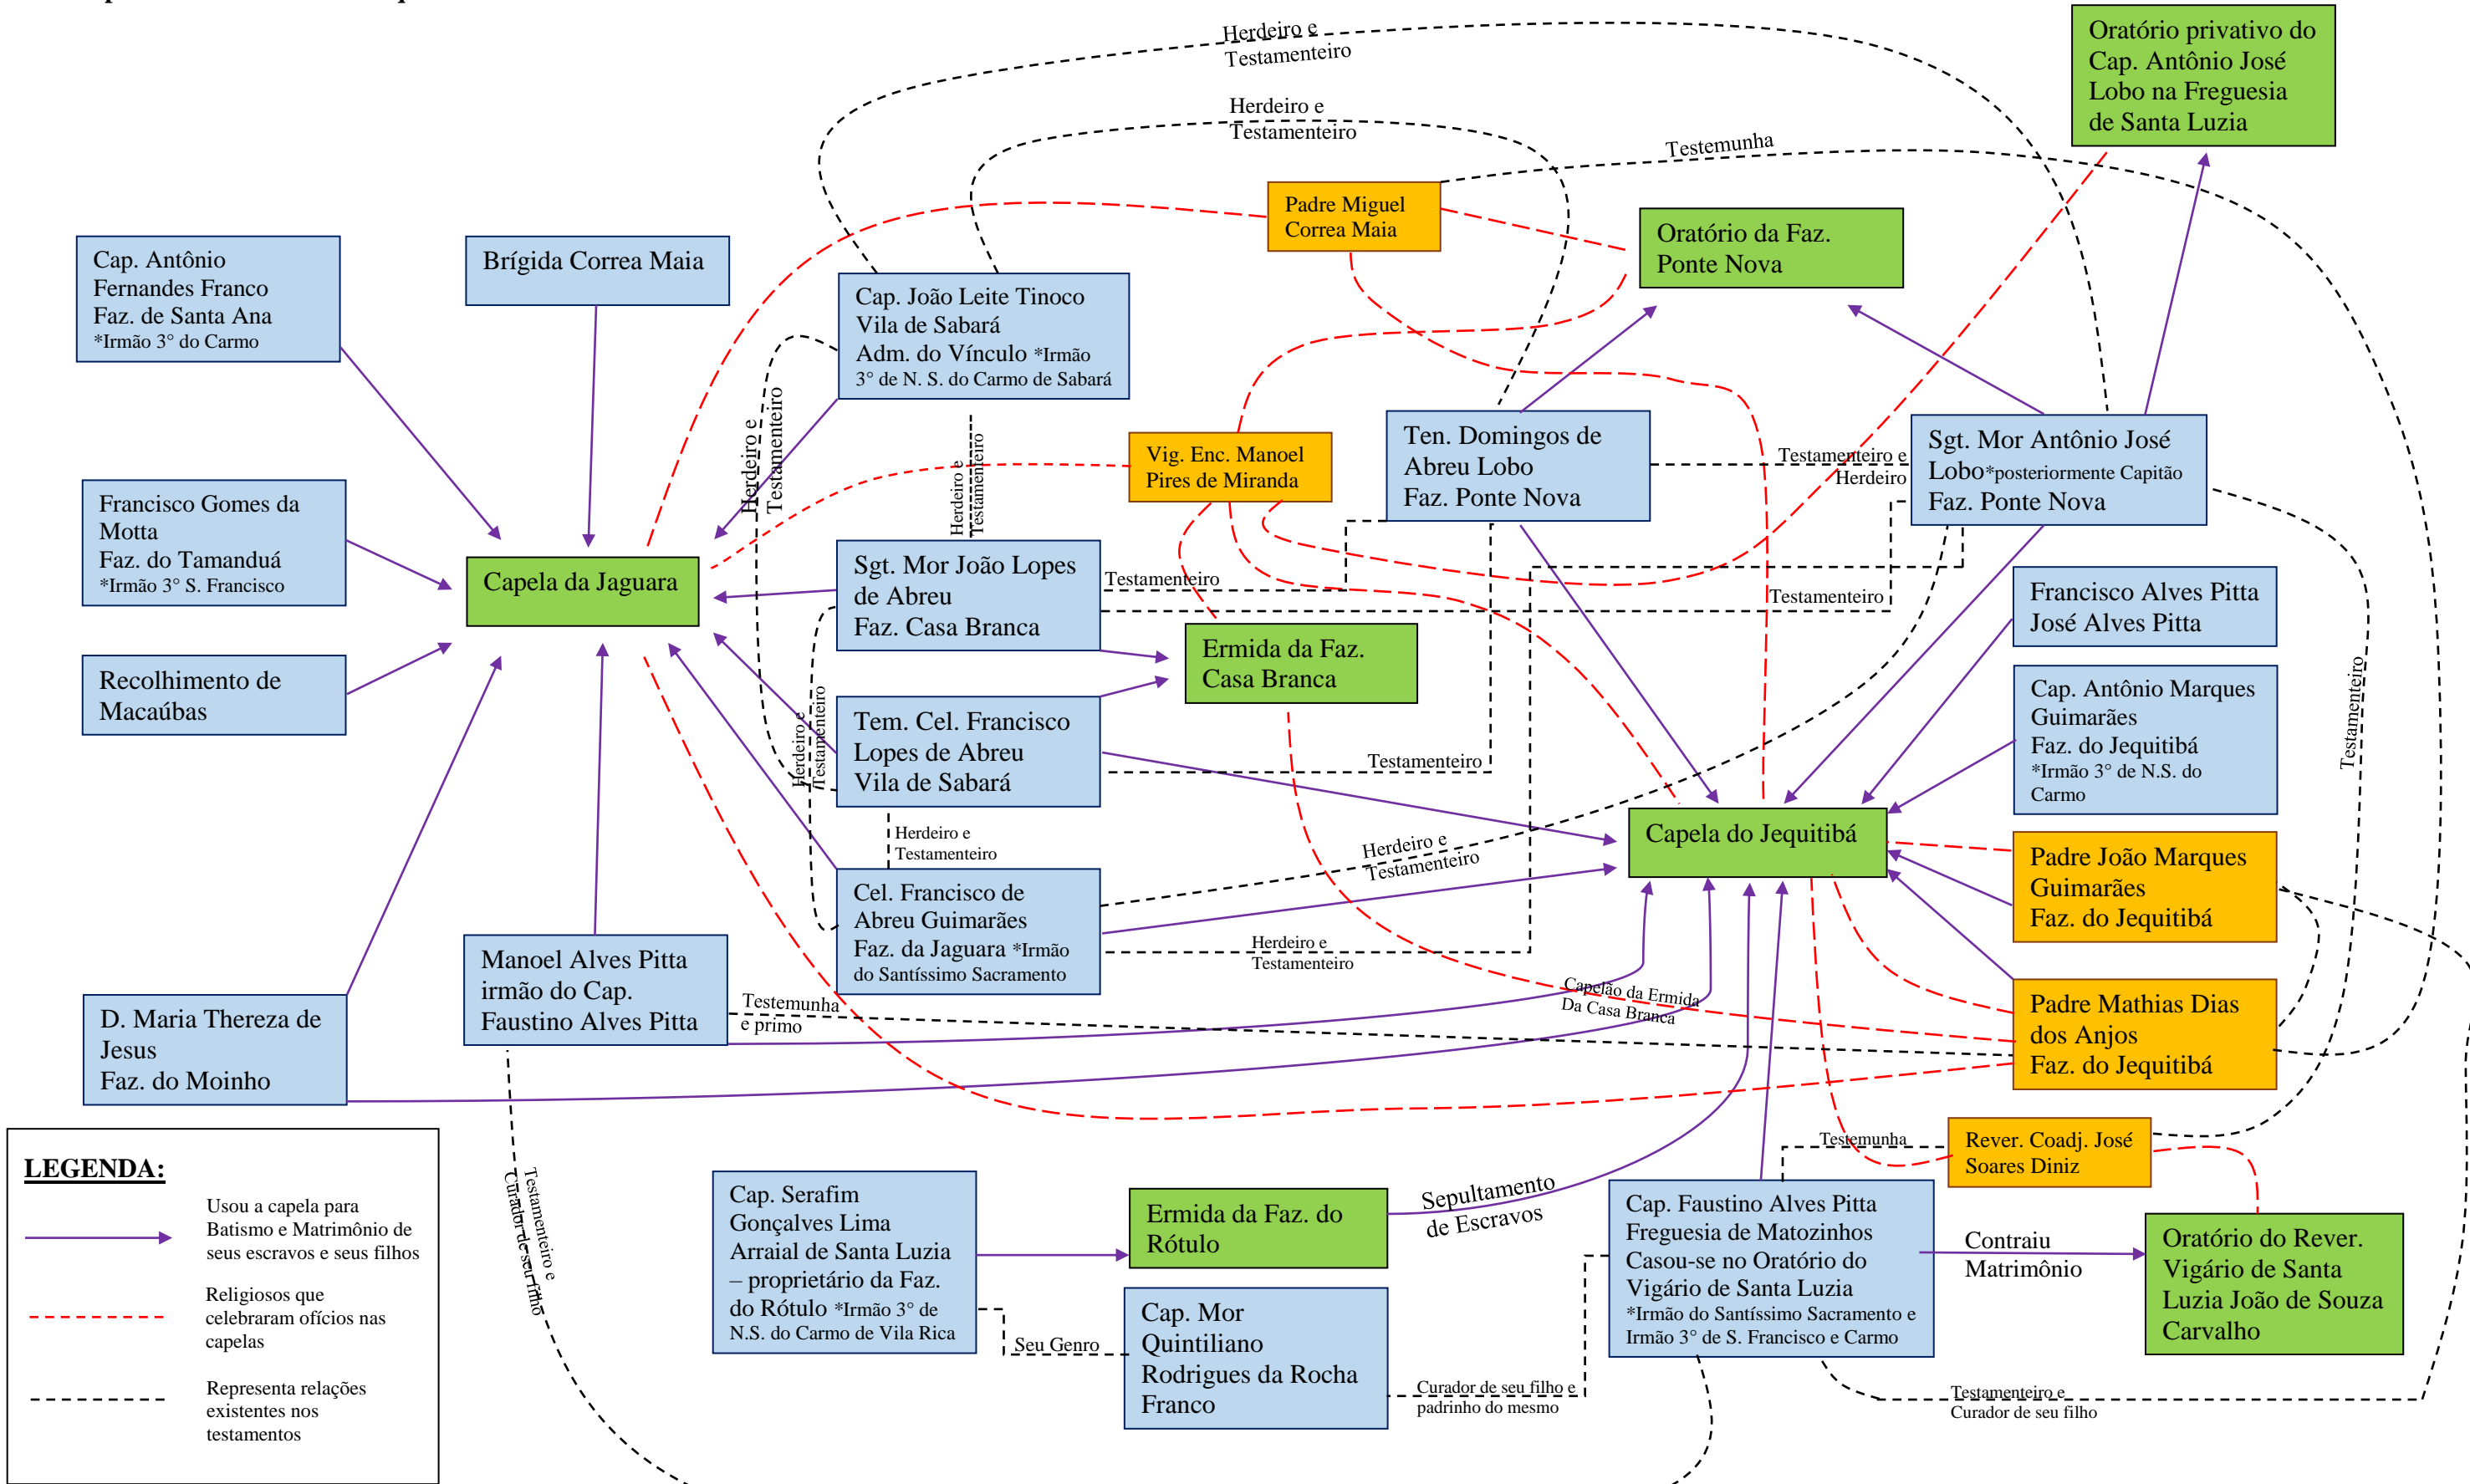 Herdeiro e
Testamenteiro
Oratório privativo do
Cap. Antônio José
Lobo na Freguesia
de Santa Luzia
Herdeiro e
Testamenteiro
Testemunha
Padre Miguel
Correa Maia
Oratório da Faz.
Ponte Nova
Cap. Antônio
Fernandes Franco
Faz. de Santa Ana
*Irmão 3° do Carmo
Brígida Correa Maia
Cap. João Leite Tinoco
Vila de Sabará
Adm. do Vínculo *Irmão
3° de N. S. do Carmo de Sabará
Herdeiro e
Testamenteiro
Herdeiro e
Testamenteiro
Vig. Enc. Manoel
Pires de Miranda
Ten. Domingos de
Abreu Lobo
Faz. Ponte Nova
Testamenteiro e
Herdeiro
Sgt. Mor Antônio José
Lobo*posteriormente Capitão
Faz. Ponte Nova
Francisco Gomes da
Motta
Faz. do Tamanduá
*Irmão 3° S. Francisco
Capela da Jaguara
Sgt. Mor João Lopes
de Abreu
Faz. Casa Branca
Testamenteiro
Testamenteiro
Francisco Alves Pitta
José Alves Pitta
Ermida da Faz.
Casa Branca
Recolhimento de
Macaúbas
Herdeiro e
Testamenteiro
Tem. Cel. Francisco
Lopes de Abreu
Vila de Sabará
Testamenteiro
Cap. Antônio Marques
Guimarães
Faz. do Jequitibá
*Irmão 3° de N.S. do
Carmo
Testamenteiro
Capela do Jequitibá
Herdeiro e
Testamenteiro
Herdeiro e
Testamenteiro
Padre João Marques
Guimarães
Faz. do Jequitibá
Cel. Francisco de
Abreu Guimarães
Faz. da Jaguara *Irmão
do Santíssimo Sacramento
Herdeiro e
Testamenteiro
Manoel Alves Pitta
irmão do Cap.
Faustino Alves Pitta
Testemunha
e primo
Capelão da Ermida
Da Casa Branca
Padre Mathias Dias
dos Anjos
Faz. do Jequitibá
D. Maria Thereza de
Jesus
Faz. do Moinho
LEGENDA:
Usou a capela para
Batismo e Matrimônio de
seus escravos e seus filhos
Religiosos que
celebraram ofícios nas
capelas
Representa relações
existentes nos
testamentos
Testamenteiro e
Curador de seu filho
Cap. Serafim
Gonçalves Lima
Arraial de Santa Luzia
– proprietário da Faz.
do Rótulo *Irmão 3° de
N.S. do Carmo de Vila Rica
Ermida da Faz. do
Rótulo
Sepultamento
de Escravos
Seu Genro
Cap. Mor
Quintiliano
Rodrigues da Rocha
Franco
Curador de seu filho e
padrinho do mesmo
Testemunha
Rever. Coadj. José
Soares Diniz
Cap. Faustino Alves Pitta
Freguesia de Matozinhos
Casou-se no Oratório do
Vigário de Santa Luzia
*Irmão do Santíssimo Sacramento e
Irmão 3° de S. Francisco e Carmo
Contraiu
Matrimônio
Oratório do Rever.
Vigário de Santa
Luzia João de Souza
Carvalho
Testamenteiro e
Curador de seu filho